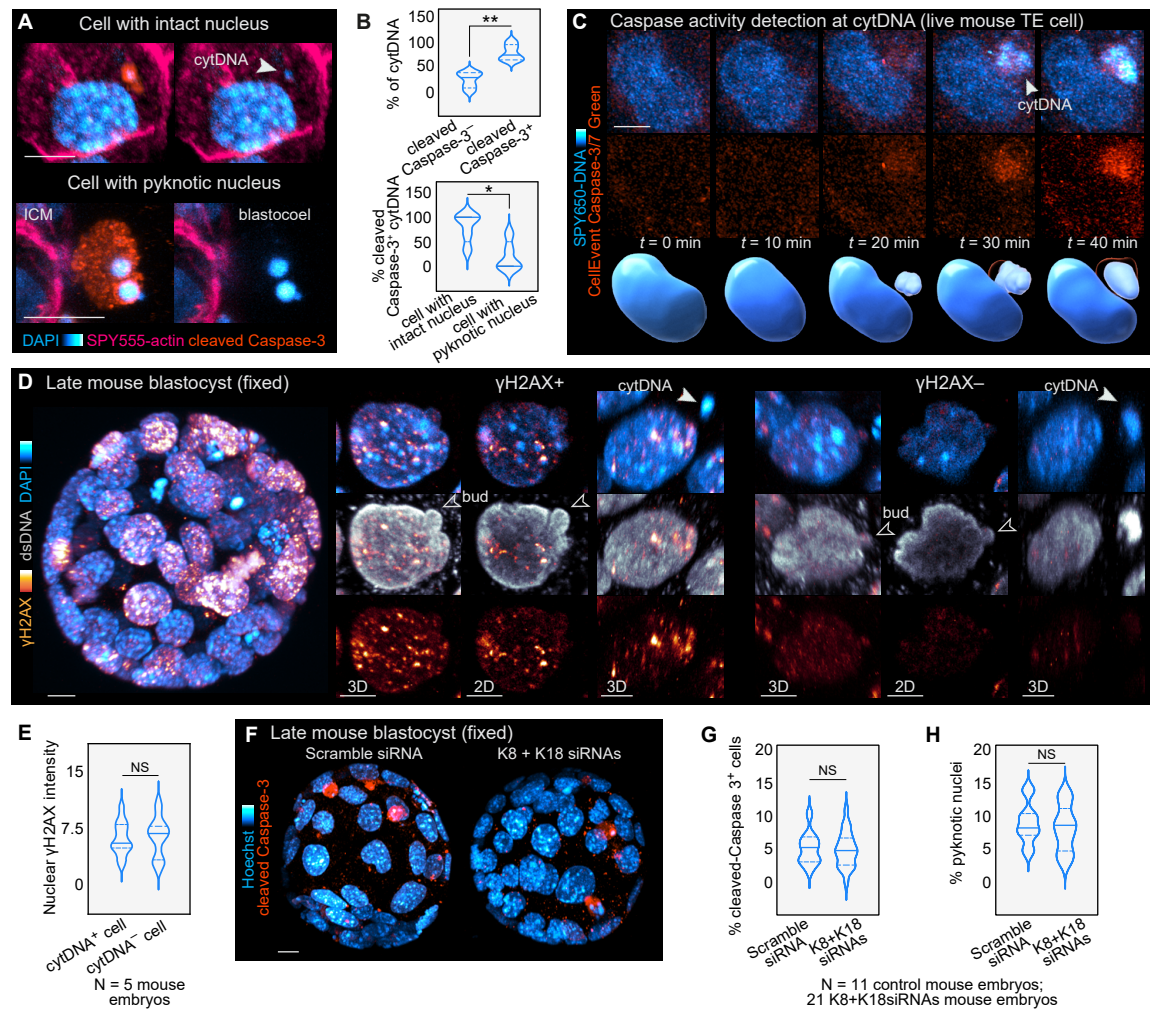 A
Cell with intact nucleus
cytDNA
Cell with pyknotic nucleus
ICM
blastocoel
DAPI SPY555-actin cleaved Caspase-3
B
% of cytDNA
150
100
50
0
**
cleaved
Caspase-3–
cleaved
Caspase-3+
% cleaved
Caspase-3+ cytDNA
150
100
50
0
*
cell with
intact nucleus
cell with
pyknotic nucleus
C
Caspase activity detection at cytDNA (live mouse TE cell)
SPY650-DNA
CellEvent Caspase-3/7 Green
cytDNA
t = 0 min
t = 10 min
t = 20 min
t = 30 min
t = 40 min
D
Late mouse blastocyst (fixed)
γH2AX dsDNA DAPI
γH2AX+
cytDNA
bud
3D
2D
3D
γH2AX–
cytDNA
bud
3D
2D
3D
E
Nuclear γH2AX intensity
15
7.5
0
NS
cytDNA+ cell
cytDNA– cell
N = 5 mouse
embryos
F
Late mouse blastocyst (fixed)
Scramble siRNA
K8 + K18 siRNAs
Hoechst
cleaved Caspase-3
G
% cleaved-Caspase 3+ cells
20
15
10
5
0
NS
Scramble
siRNA
K8+K18
siRNAs
H
% pyknotic nuclei
20
15
10
5
0
NS
Scramble
siRNA
K8+K18
siRNAs
N = 11 control mouse embryos;
21 K8+K18siRNAs mouse embryos